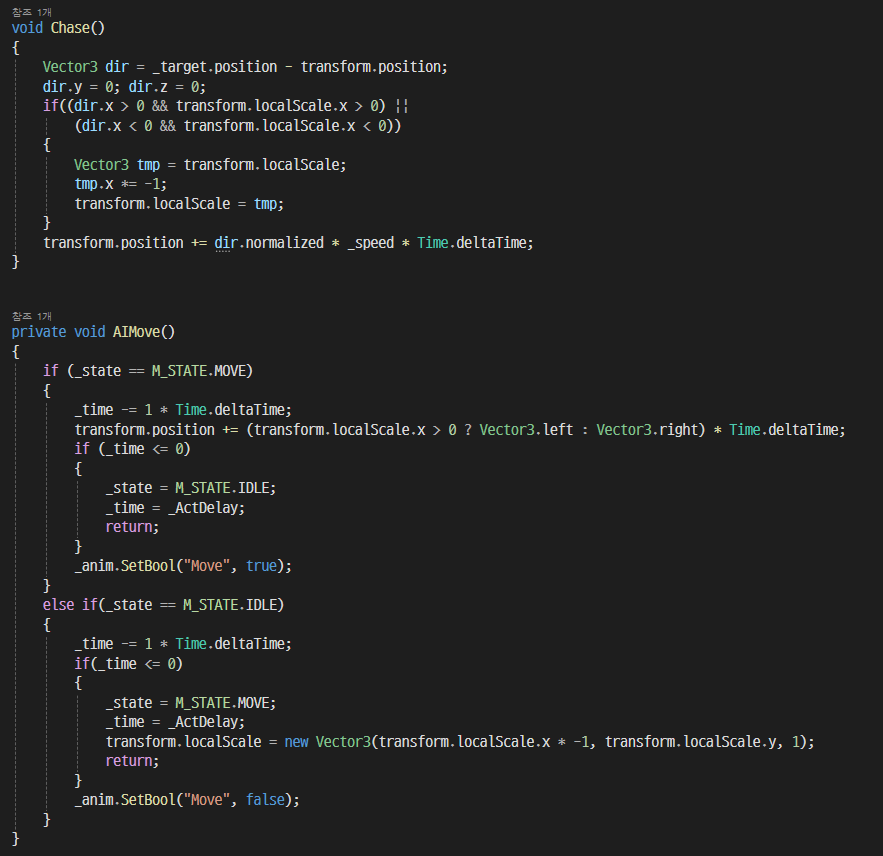 참조 1개
void Chase()
{
Vector3 dir = _target.position - transform.position;
dir.y = 0; dir.z = 0;
if((dir.x > 0 && transform.localScale.x > 0) ||
(dir.x < 0 && transform.localScale.x < 0))
{
Vector3 tmp = transform.localScale;
tmp.x *= -1;
transform.localScale = tmp;
}
transform.position += dir.normalized * _speed * Time.deltaTime;
}
참조 1개
private void AIMove()
{
if (_state == M_STATE.MOVE)
{
_time -= 1 * Time.deltaTime;
transform.position += (transform.localScale.x > 0 ? Vector3.left : Vector3.right) * Time.deltaTime;
if (_time <= 0)
{
_state = M_STATE.IDLE;
_time = _ActDelay;
return;
}
_anim.SetBool("Move", true);
}
else if(_state == M_STATE.IDLE)
{
_time -= 1 * Time.deltaTime;
if(_time <= 0)
{
_state = M_STATE.MOVE;
_time = _ActDelay;
transform.localScale = new Vector3(transform.localScale.x * -1, transform.localScale.y, 1);
return;
}
_anim.SetBool("Move", false);
}
}